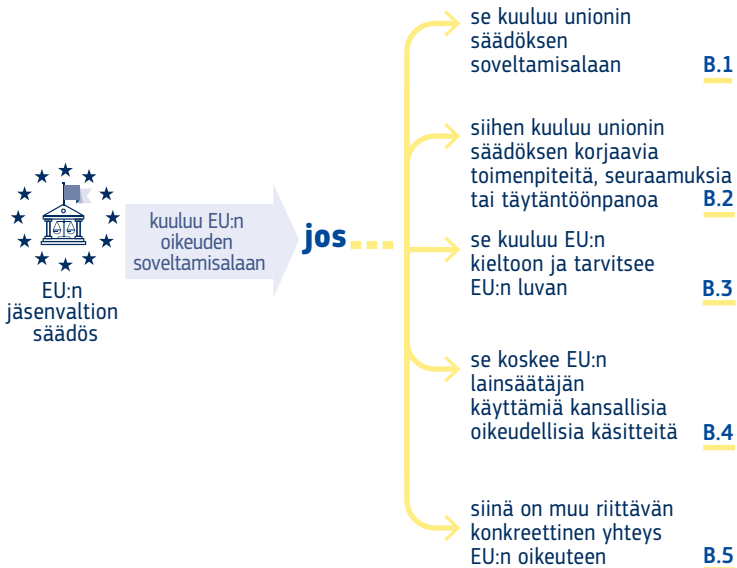 EU:n
jäsenvaltion
säädös
kuuluu EU:n
oikeuden
soveltamisalaan
jos
se kuuluu unionin
säädöksen
soveltamisalaan
B.1
siihen kuuluu unionin
säädöksen korjaavia
toimenpiteitä, seuraamuksia
tai täytäntöönpanoa
B.2
se kuuluu EU:n
kieltoon ja tarvitsee
EU:n luvan
B.3
se koskee EU:n
lainsäätäjän
käyttämiä kansallisia
oikeudellisia käsitteitä
B.4
siinä on muu riittävän
konkreettinen yhteys
EU:n oikeuteen
B.5